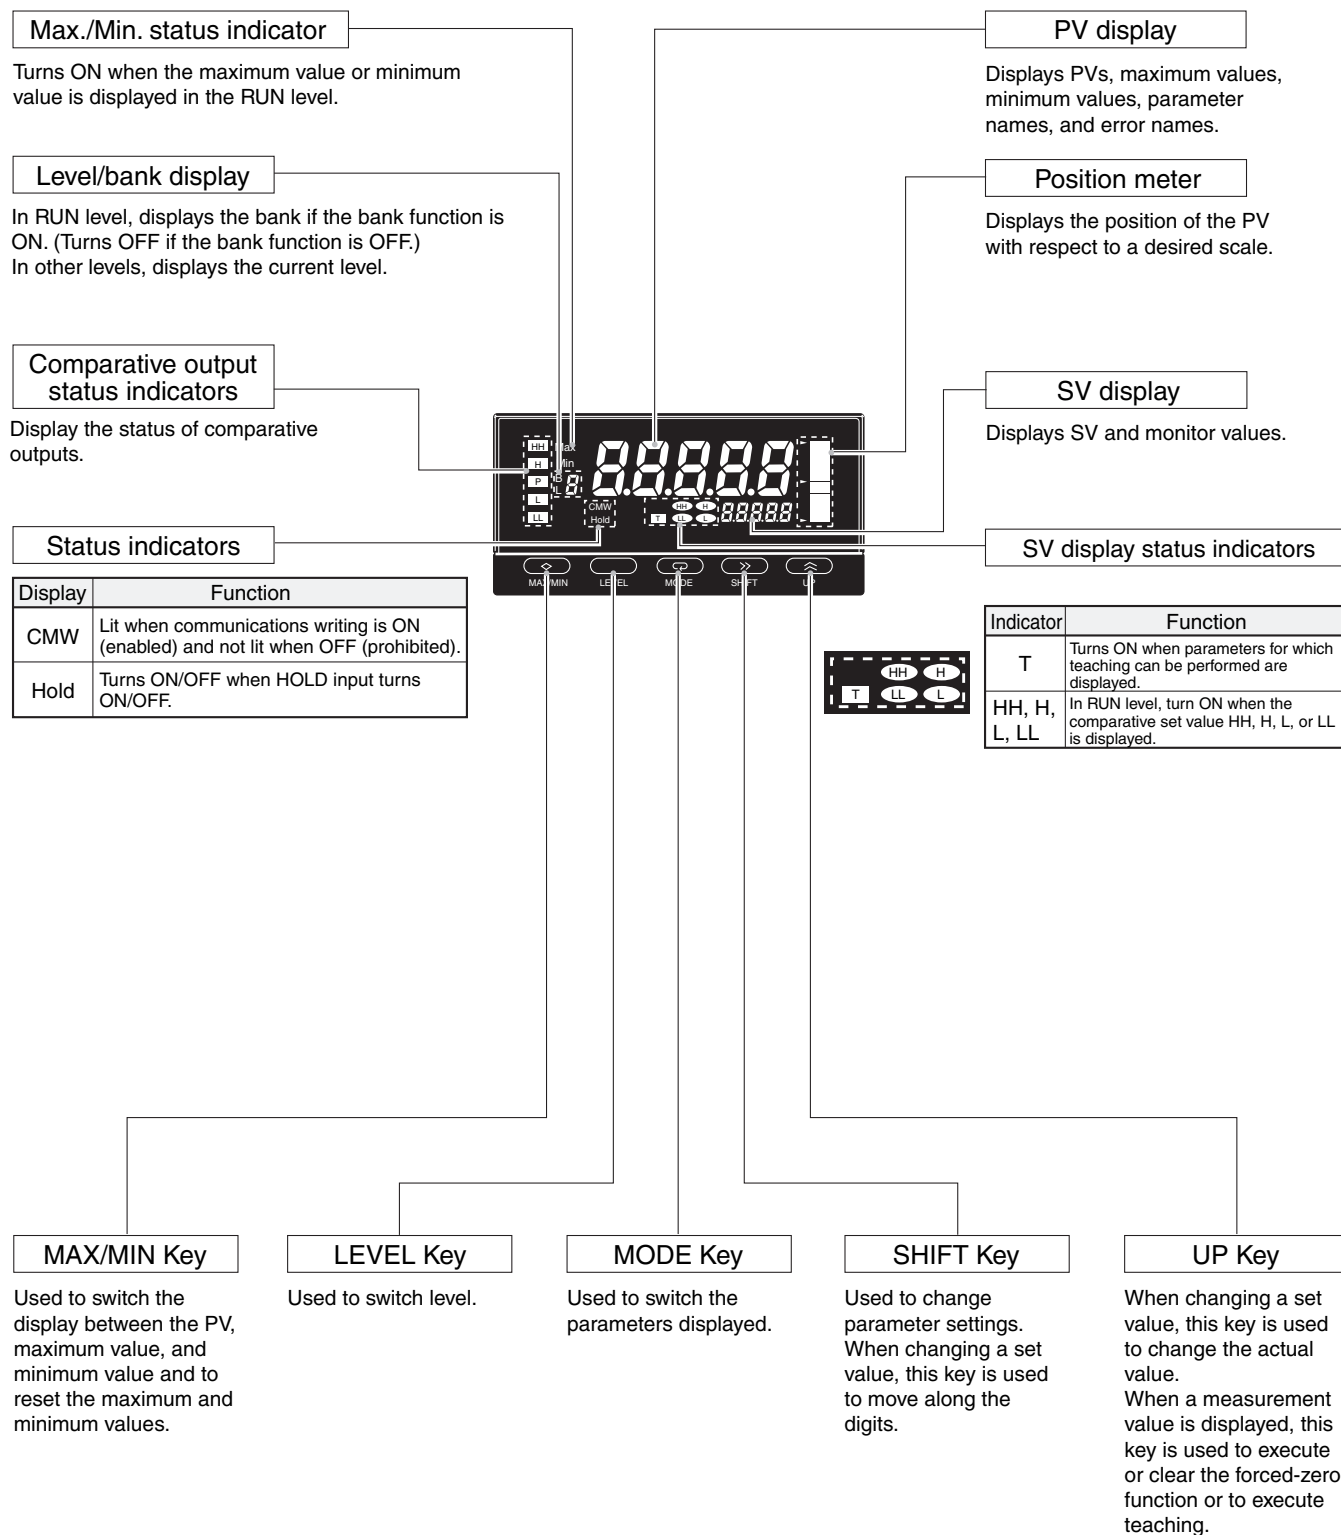 Max./Min. status indicator
Turns ON when the maximum value or minimum
value is displayed in the RUN level.
Level/bank display
In RUN level, displays the bank if the bank function is
ON. (Turns OFF if the bank function is OFF.)
In other levels, displays the current level.
Comparative output
status indicators
Display the status of comparative
outputs.
Status indicators
Display Function
CMW Lit when communications writing is ON
(enabled) and not lit when OFF (prohibited).
Hold Turns ON/OFF when HOLD input turns
ON/OFF.
PV display
Displays PVs, maximum values,
minimum values, parameter
names, and error names.
Position meter
Displays the position of the PV
with respect to a desired scale.
SV display
Displays SV and monitor values.
SV display status indicators
Indicator Function
T Turns ON when parameters for which
teaching can be performed are
displayed.
HH, H,
L, LL
In RUN level, turn ON when the
comparative set value HH, H, L, or LL
is displayed.
HH Max
H Min
P B
L L
LL
CMW
Hold
HH H
T LL L
MAX/MIN LEVEL MODE SHIFT UP
HH H
T LL L
MAX/MIN Key
Used to switch the
display between the PV,
maximum value, and
minimum value and to
reset the maximum and
minimum values.
LEVEL Key
Used to switch level.
MODE Key
Used to switch the
parameters displayed.
SHIFT Key
Used to change
parameter settings.
When changing a set
value, this key is used
to move along the
digits.
UP Key
When changing a set
value, this key is used
to change the actual
value.
When a measurement
value is displayed, this
key is used to execute
or clear the forced-zero
function or to execute
teaching.